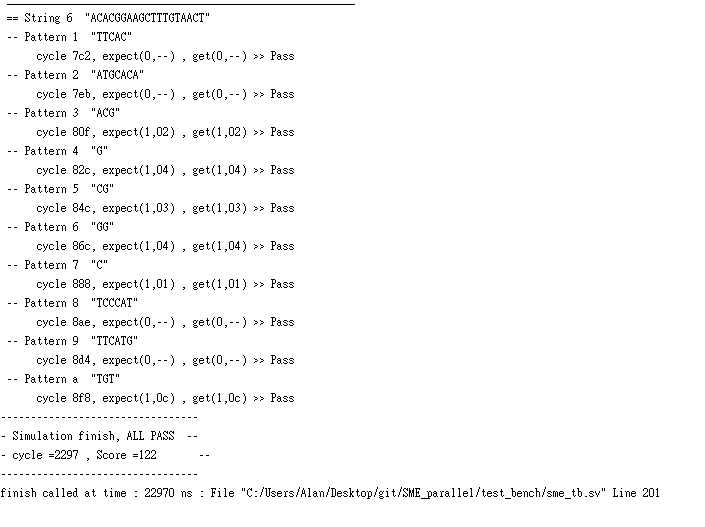 == String 6 "ACACGGAAGCTTTGTAACT"
-- Pattern 1 "TTCAC"
cycle 7c2, expect(0,--) , get(0,--) >> Pass
-- Pattern 2 "ATGCACA"
cycle 7eb, expect(0,--) , get(0,--) >> Pass
-- Pattern 3 "ACG"
cycle 80f, expect(1,02) , get(1,02) >> Pass
-- Pattern 4 "G"
cycle 82c, expect(1,04) , get(1,04) >> Pass
-- Pattern 5 "CG"
cycle 84c, expect(1,03) , get(1,03) >> Pass
-- Pattern 6 "GG"
cycle 86c, expect(1,04) , get(1,04) >> Pass
-- Pattern 7 "C"
cycle 888, expect(1,01) , get(1,01) >> Pass
-- Pattern 8 "TCCCAT"
cycle 8ae, expect(0,--) , get(0,--) >> Pass
-- Pattern 9 "TTCATG"
cycle 8d4, expect(0,--) , get(0,--) >> Pass
-- Pattern a "TGT"
cycle 8f8, expect(1,0c) , get(1,0c) >> Pass
--------------------------------
- Simulation finish, ALL PASS --
- cycle =2297 , Score =122 --
--------------------------------
finish called at time : 22970 ns : File "C:/Users/Alan/Desktop/git/SME_parallel/test_bench/sme_tb.sv" Line 201